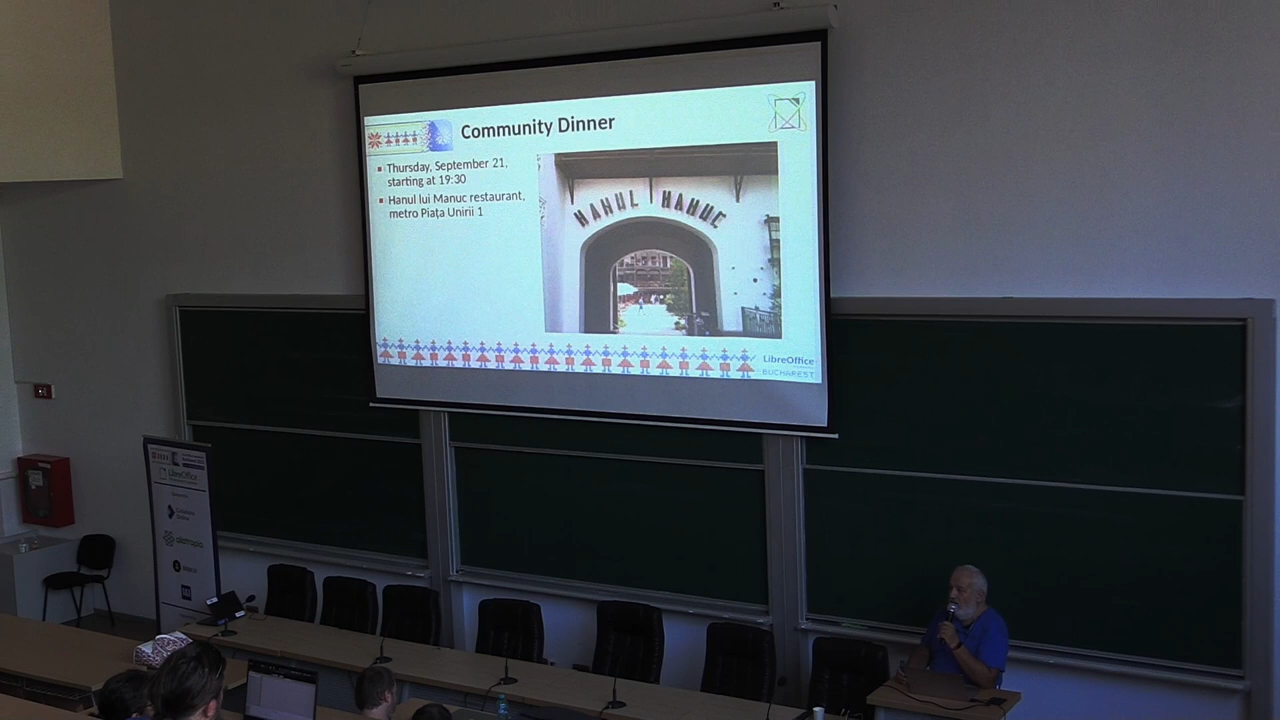 Community Dinner
Thursday, September 21,
starting at 19:30
Hanul lui Manuc restaurant,
metro Piața Unirii 1
HANUL MANUC
LibreOffice
BUCHAREST
LibreOffice